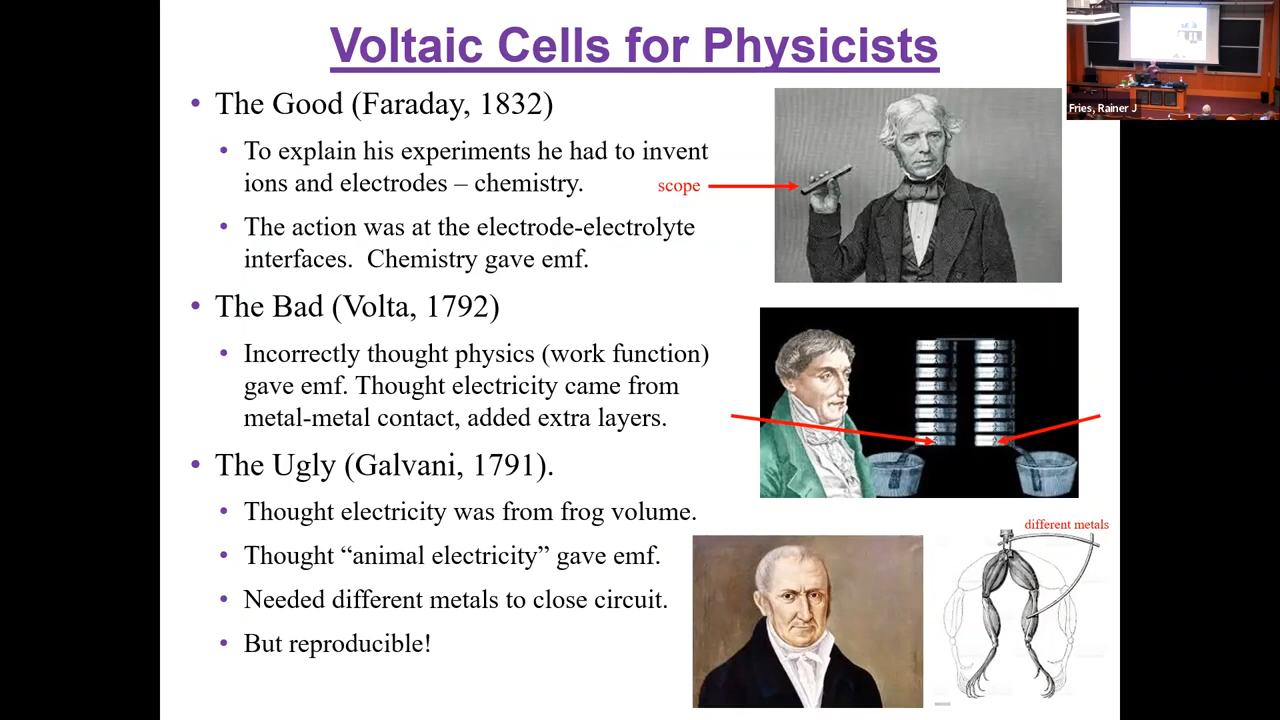 Voltaic Cells for Physicists
• The Good (Faraday, 1832)
• To explain his experiments he had to invent
ions and electrodes – chemistry.
scope
• The action was at the electrode-electrolyte
interfaces.  Chemistry gave emf.
• The Bad (Volta, 1792)
• Incorrectly thought physics (work function)
gave emf. Thought electricity came from
metal-metal contact, added extra layers.
• The Ugly (Galvani, 1791).
• Thought electricity was from frog volume.
• Thought “animal electricity” gave emf.
• Needed different metals to close circuit.
• But reproducible!
different metals
Fries, Rainer J